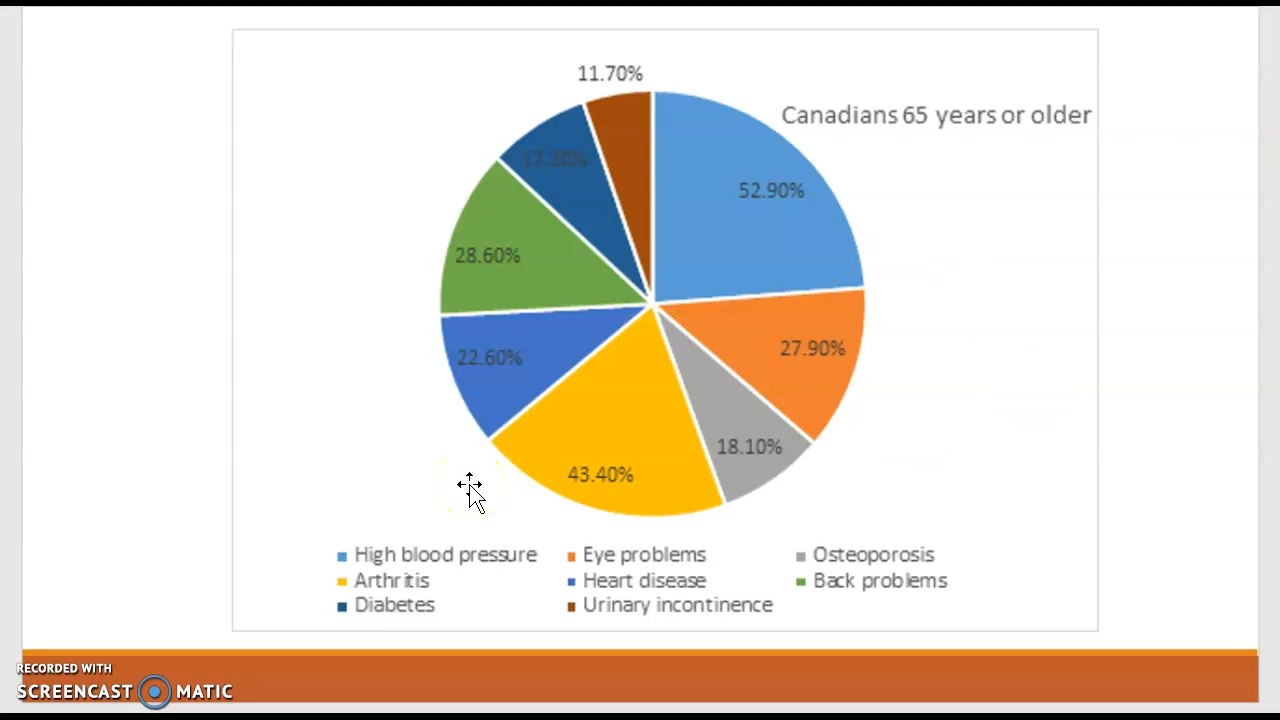 11.70%
Canadians 65 years or older
52.90%
28.60%
27.90%
22.60%
18.10%
43.40%
High blood pressure Eye problems Osteoporosis
Arthritis Heart disease Back problems
Diabetes Urinary incontinence
RECORDED WITH
SCREENCAST MATIC